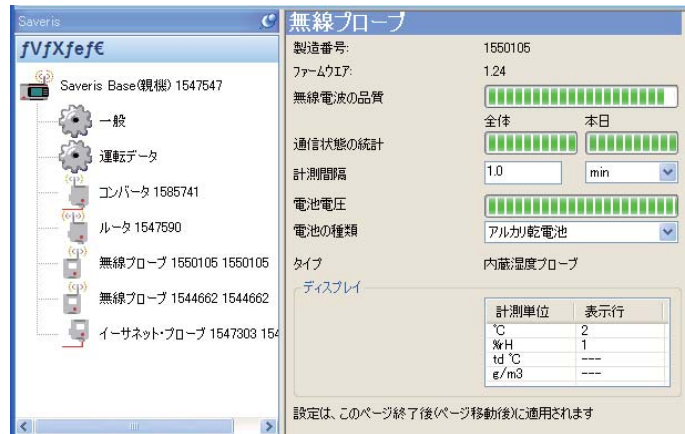 Saveris
ƒVƒXƒeƒ€
Saveris Base(親機) 1547547
一般
運転データ
コンバータ 1585741
ルータ 1547590
無線プローブ 1550105 1550105
無線プローブ 1544662 1544662
イーサネット・プローブ 1547303 154
無線プローブ
製造番号: 1550105
ファームウエア: 1.24
無線電波の品質
全体 本日
通信状態の統計
計測間隔 1.0 min
電池電圧
電池の種類 アルカリ乾電池
タイプ 内蔵湿度プローブ
ディスプレイ
計測単位 表示行
℃ 2
%rH 1
td ℃ ---
g/m3 ---
設定は、このページ終了後(ページ移動後)に適用されます